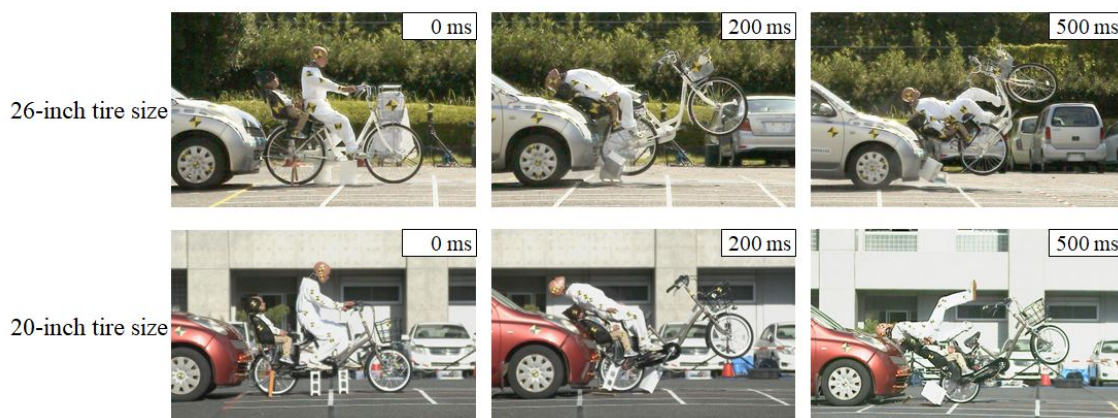 0 ms
200 ms
500 ms
26-inch tire size
0 ms
200 ms
500 ms
20-inch tire size